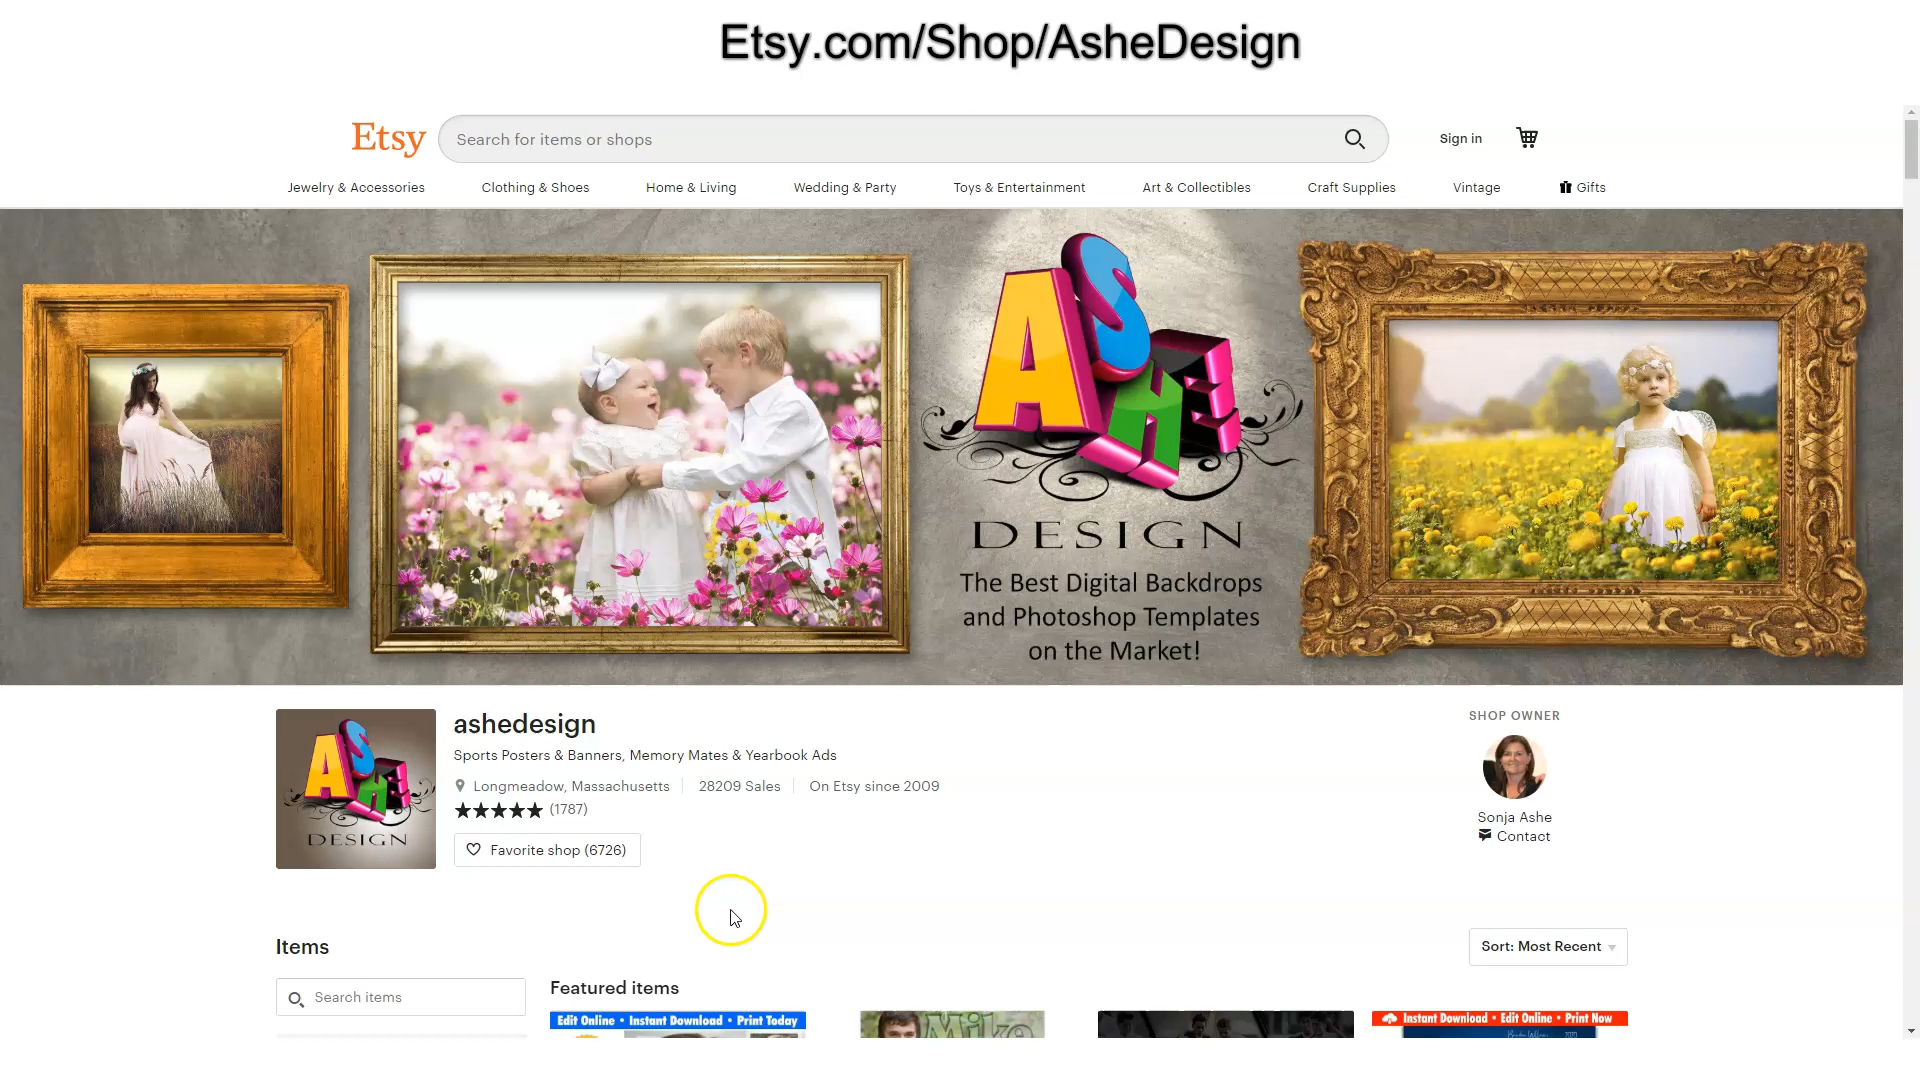 Etsy.com/Shop/AsheDesign
Etsy
Search for items or shops
Sign in
Jewelry & Accessories
Clothing & Shoes
Home & Living
Wedding & Party
Toys & Entertainment
Art & Collectibles
Craft Supplies
Vintage
Gifts
ASHE
DESIGN
The Best Digital Backdrops
and Photoshop Templates
on the Market!
ASHE
DESIGN
ashedesign
Sports Posters & Banners, Memory Mates & Yearbook Ads
Longmeadow, Massachusetts
28209 Sales
On Etsy since 2009
(1787)
Favorite shop (6726)
SHOP OWNER
Sonja Ashe
Contact
Items
Sort: Most Recent
Search items
Featured items
Edit Online • Instant Download • Print Today
Mike
Instant Download • Edit Online • Print Now